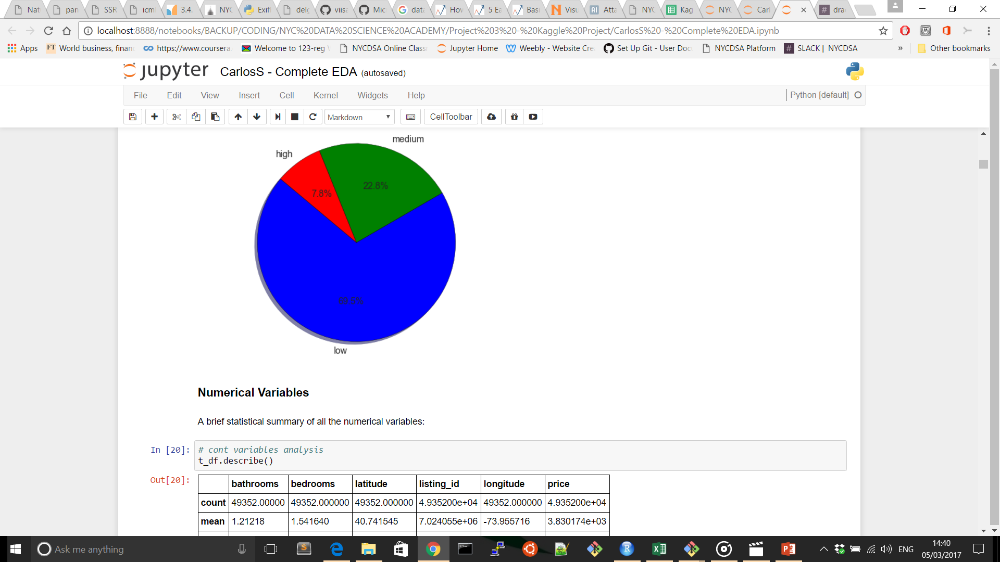 Nat pan SSR icml 3.4. NYC Exifl delg viisa Mic data How 5 Ea Basi Visu Atta NYC Kag NYC Carl dra
localhost:8888/notebooks/BACKUP/CODING/NYC%20DATA%20SCIENCE%20ACADEMY/Project%203%20-%20Kaggle%20Project/CarlosS%20-%20Complete%20EDA.ipynb
Apps FT World business, finan https://www.coursera. Welcome to 123-reg NYCDSA Online Class Jupyter Home Weebly - Website Cre Set Up Git - User Doc NYCDSA Platform # SLACK | NYCDSA » Other bookmarks
jupyter CarlosS - Complete EDA (autosaved)
File Edit View Insert Cell Kernel Widgets Help Python [default]
Markdown CellToolbar
medium
high
22.8%
7.8%
low
Numerical Variables
A brief statistical summary of all the numerical variables:
In [20]: # cont variables analysis
t_df.describe()
Out[20]: bathrooms bedrooms latitude listing_id longitude price
count 49352.00000 49352.000000 49352.000000 4.935200e+04 49352.000000 4.935200e+04
mean 1.21218 1.541640 40.741545 7.024055e+06 -73.955716 3.830174e+03
Ask me anything ENG 14:40
05/03/2017